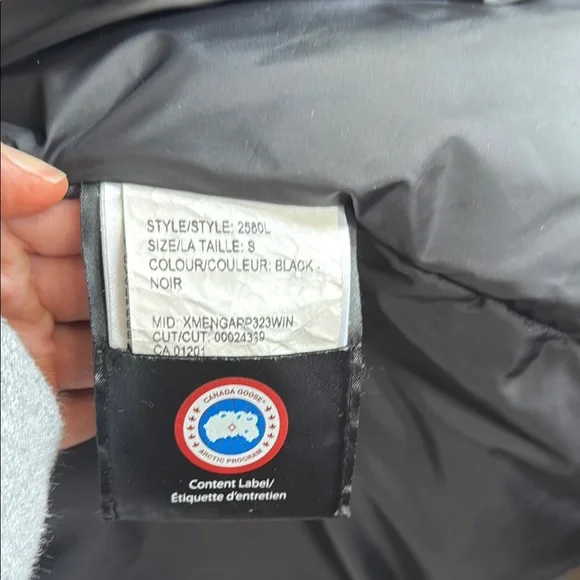 STYLE/STYLE: 2580L
SIZE/LA TAILLE: S
COLOUR/COULEUR: BLACK -
NOIR
MID: XMENGARP323WIN
CUT/CUT: 00024339
CA 01201
CANADA GOOSE®
ARCTIC PROGRAM
Content Label/
Étiquette d'entretien